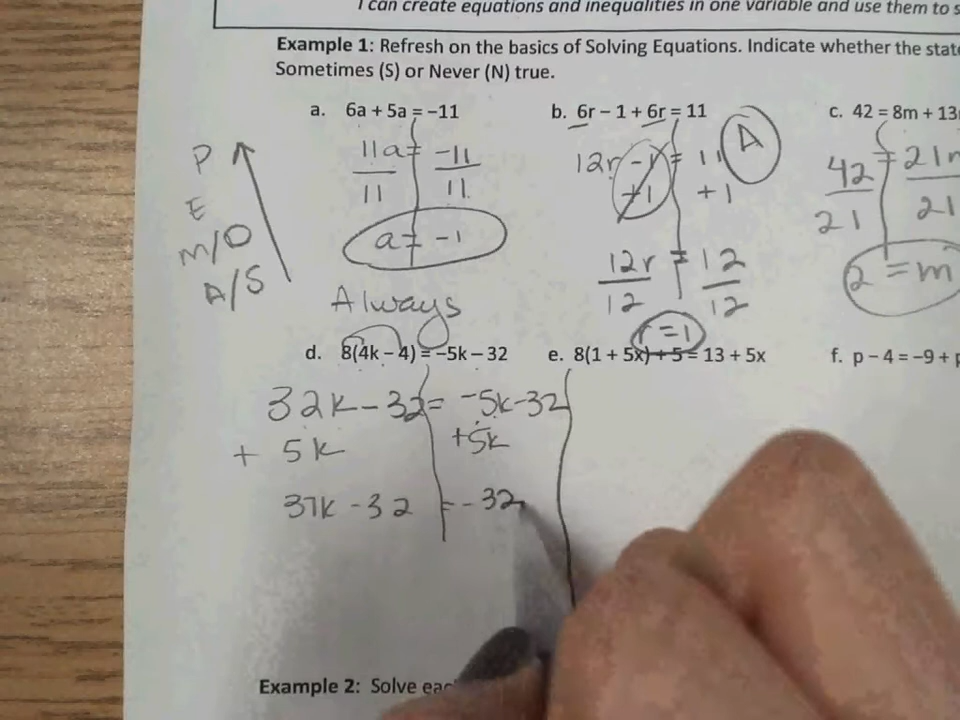 I can create equations and inequalities in one variable and use them to s
Example 1: Refresh on the basics of Solving Equations. Indicate whether the state
Sometimes (S) or Never (N) true.
a. 6a + 5a = –11
11a = -11
11 11
a = -1
Always
b. 6r – 1 + 6r = 11
12r - 1 = 11
+1 +1
12r = 12
12 12
r = 1
A
c. 42 = 8m + 13
42 = 21m
21 21
2 = m
P
E
M/D
A/S
d. 8(4k – 4) = –5k – 32
32k - 32 = -5k - 32
+ 5k +5k
37k - 32 = - 32
e. 8(1 + 5x) + 5 = 13 + 5x
f. p – 4 = –9 + p
Example 2: Solve eac